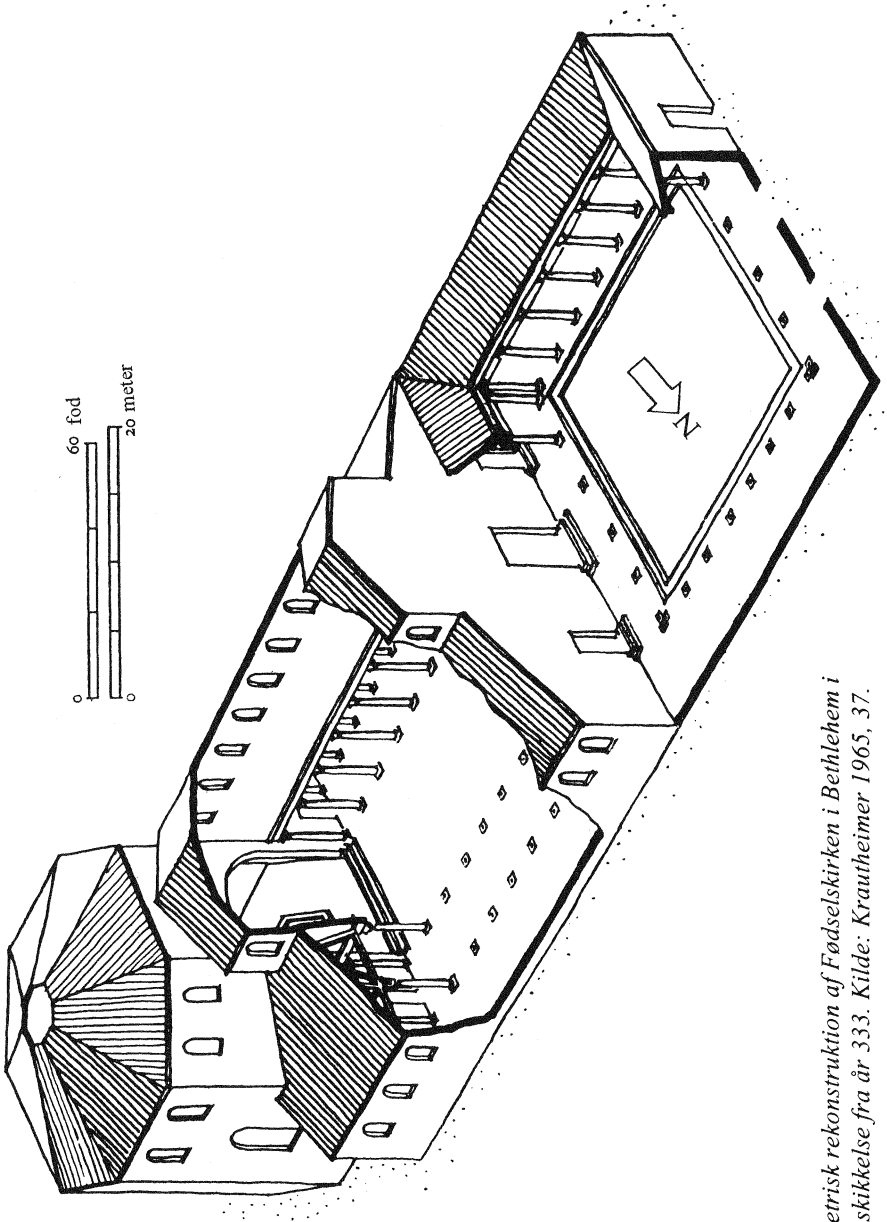 0
60 fod
0
20 meter
N
etrisk rekonstruktion af Fødselskirken i Bethlehem i
skikkelse fra år 333. Kilde: Krautheimer 1965, 37.